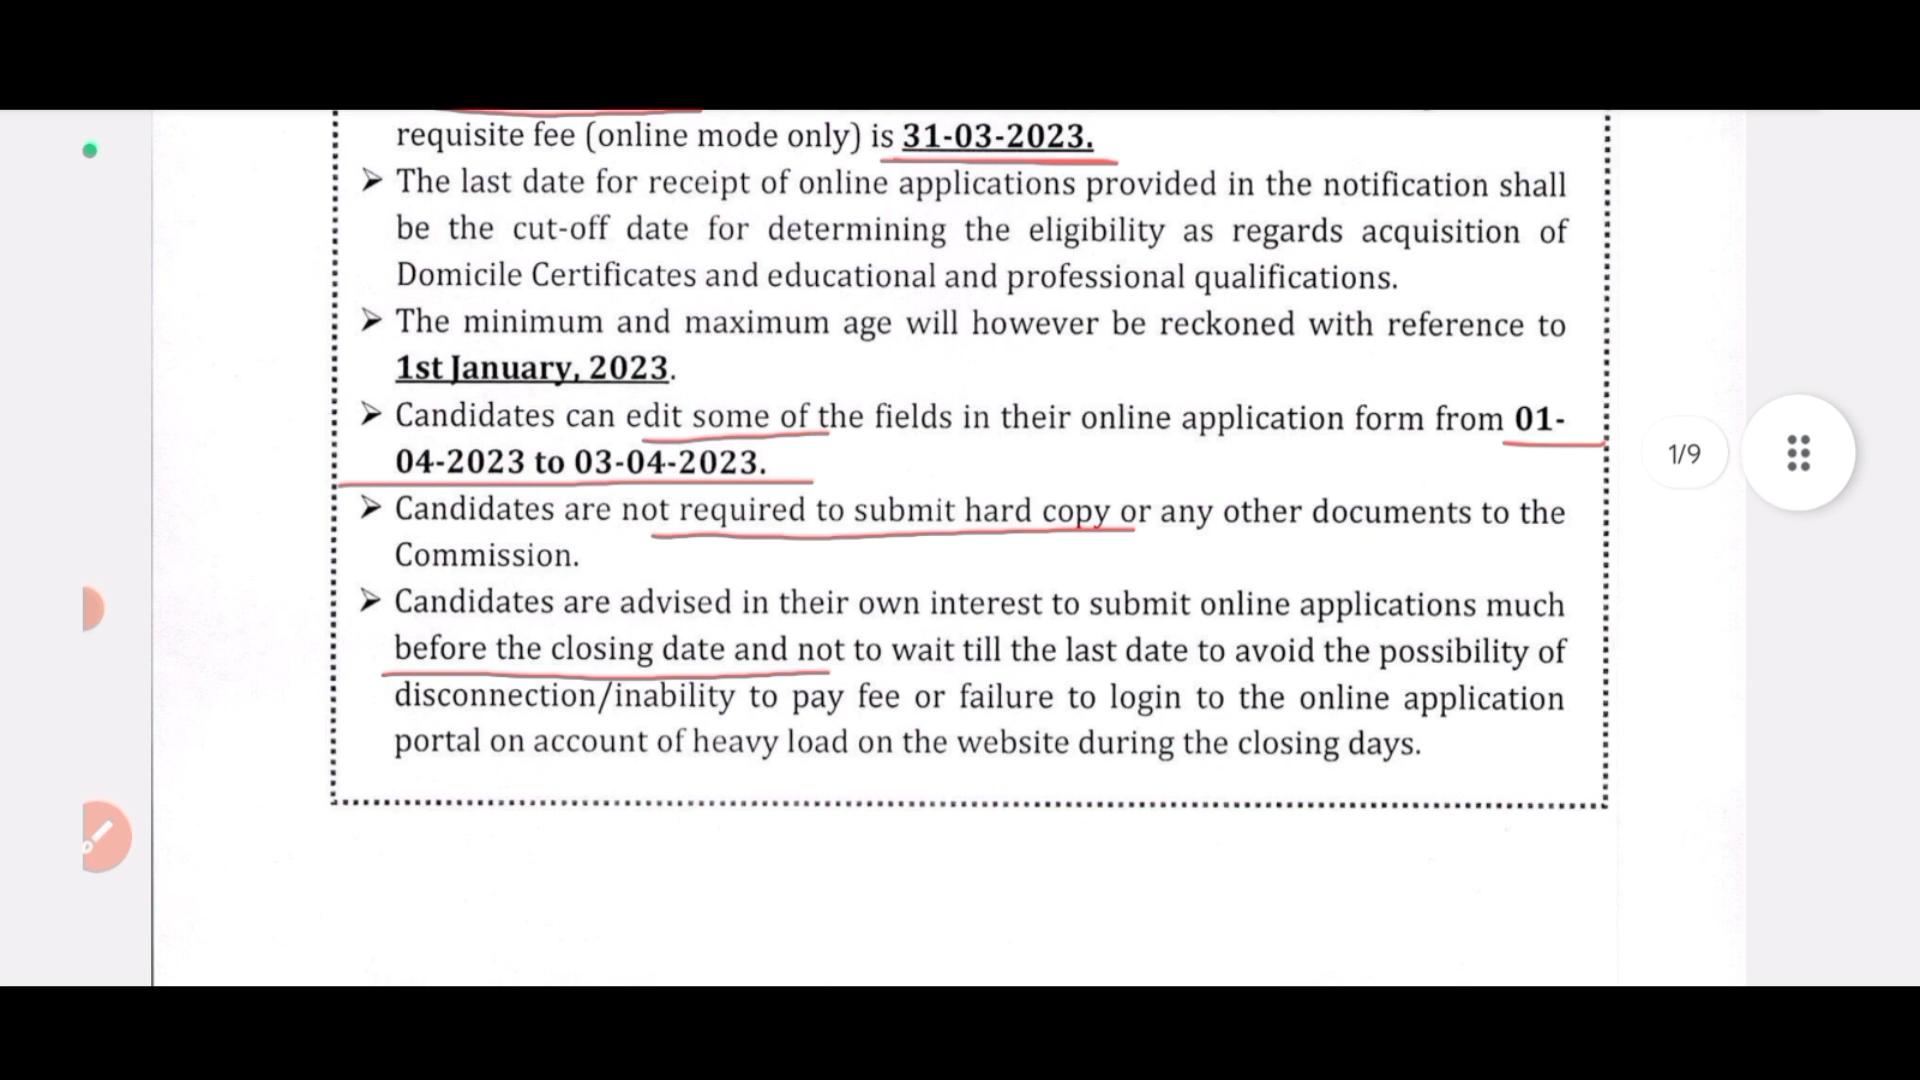 requisite fee (online mode only) is 31-03-2023.
➢ The last date for receipt of online applications provided in the notification shall
be the cut-off date for determining the eligibility as regards acquisition of
Domicile Certificates and educational and professional qualifications.
➢ The minimum and maximum age will however be reckoned with reference to
1st January, 2023.
➢ Candidates can edit some of the fields in their online application form from 01-
04-2023 to 03-04-2023.
1/9
➢ Candidates are not required to submit hard copy or any other documents to the
Commission.
➢ Candidates are advised in their own interest to submit online applications much
before the closing date and not to wait till the last date to avoid the possibility of
disconnection/inability to pay fee or failure to login to the online application
portal on account of heavy load on the website during the closing days.